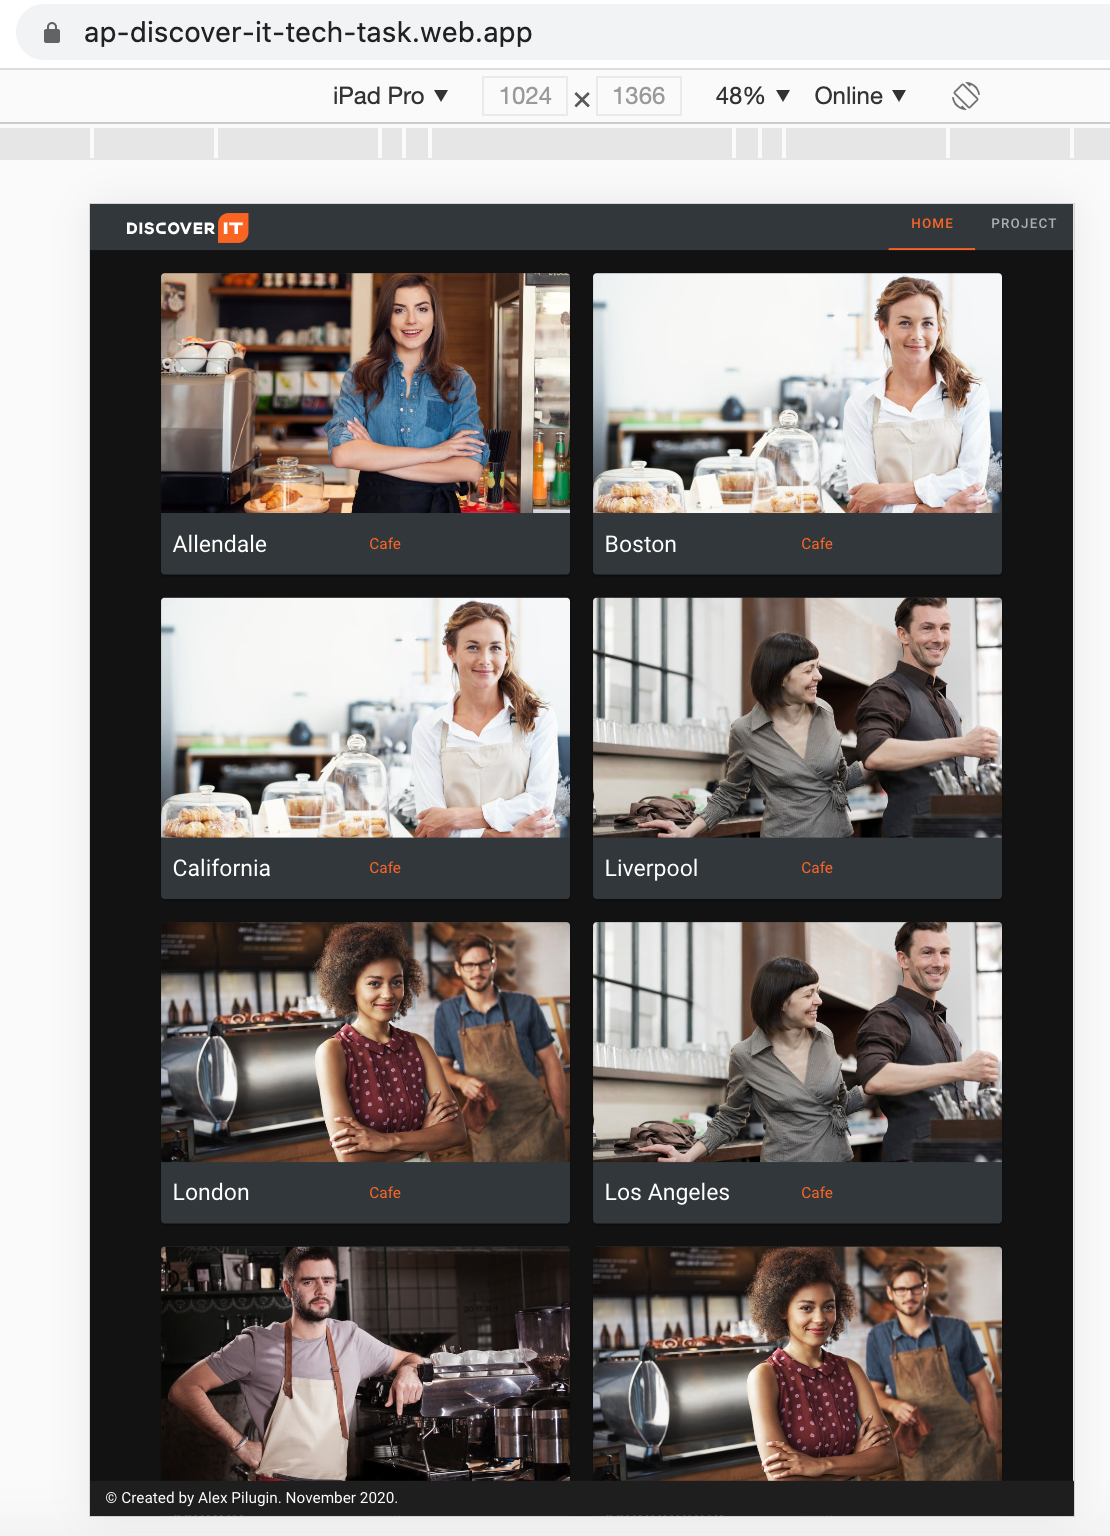 ap-discover-it-tech-task.web.app
iPad Pro ▼ 1024 × 1366 48% ▼ Online ▼
DISCOVER IT HOME PROJECT
Allendale Cafe
Boston Cafe
California Cafe
Liverpool Cafe
London Cafe
Los Angeles Cafe
© Created by Alex Pilugin. November 2020.